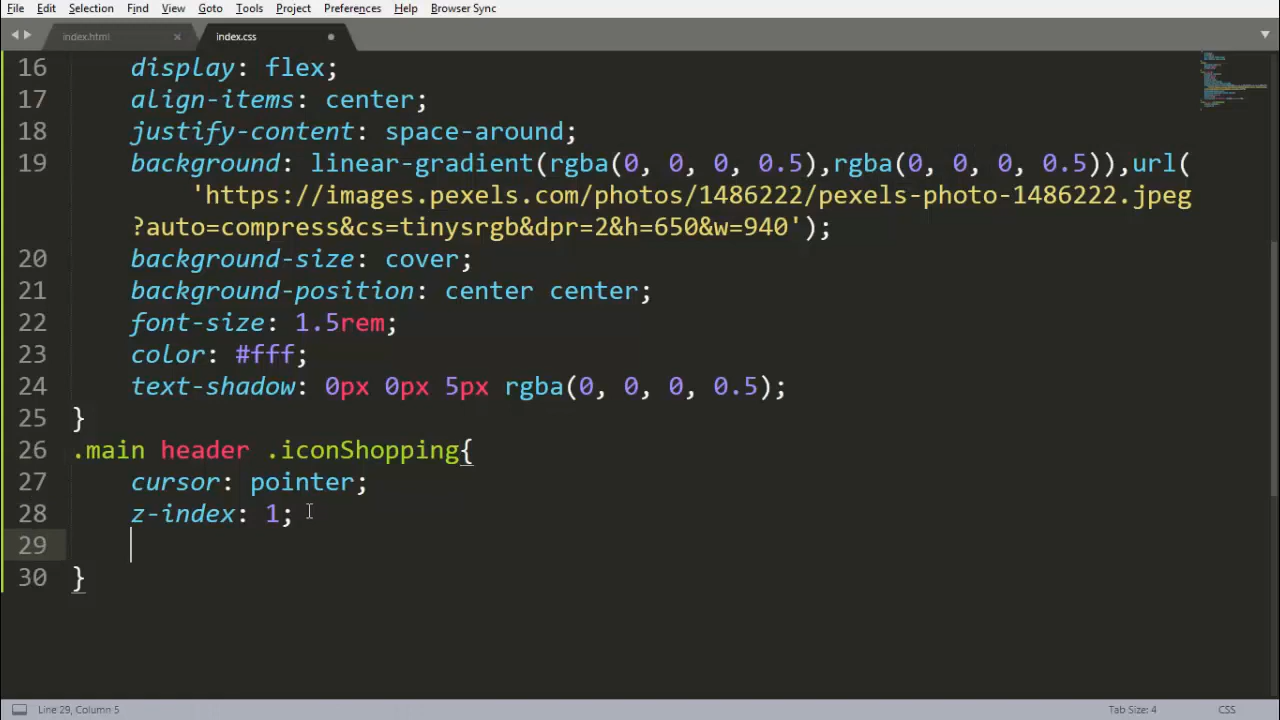 File Edit Selection Find View Goto Tools Project Preferences Help Browser Sync
index.html index.css
16 display: flex;
17 align-items: center;
18 justify-content: space-around;
19 background: linear-gradient(rgba(0, 0, 0, 0.5),rgba(0, 0, 0, 0.5)),url(
'https://images.pexels.com/photos/1486222/pexels-photo-1486222.jpeg
?auto=compress&cs=tinysrgb&dpr=2&h=650&w=940');
20 background-size: cover;
21 background-position: center center;
22 font-size: 1.5rem;
23 color: #fff;
24 text-shadow: 0px 0px 5px rgba(0, 0, 0, 0.5);
25 }
26 .main header .iconShopping{
27 cursor: pointer;
28 z-index: 1;
29
30 }
Line 29, Column 5 Tab Size: 4 CSS